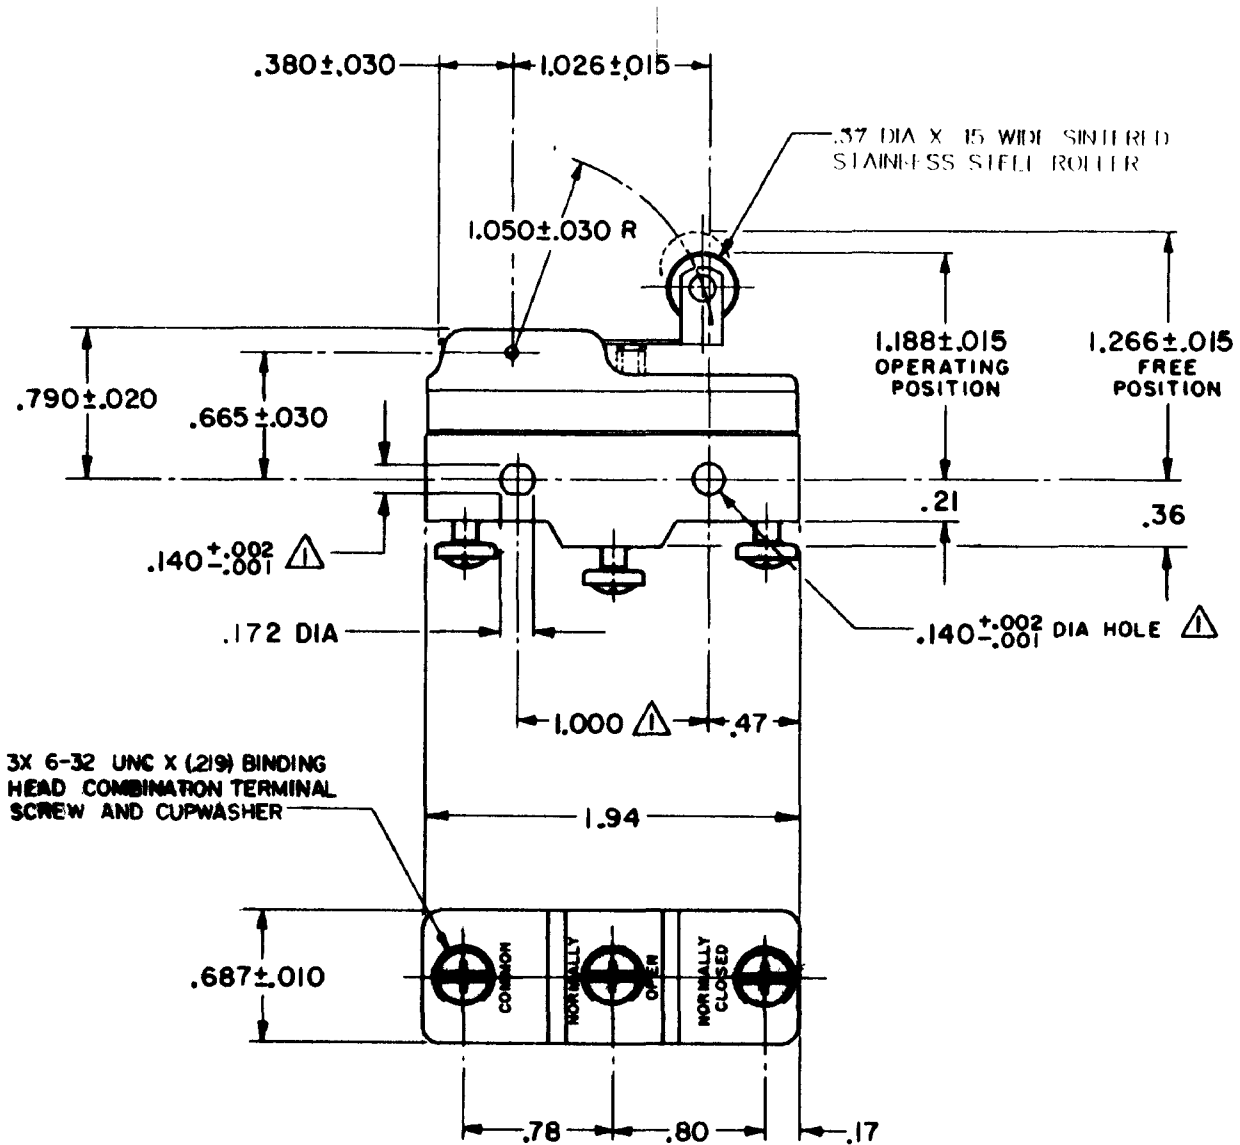 .380±.030
1.026±.015
.37 DIA X .15 WIDE SINTERED
STAINLESS STEEL ROLLER
1.050±.030 R
1.188±.015
OPERATING
POSITION
1.266±.015
FREE
POSITION
.790±.020
.665±.030
.21
.36
.140 +.002 -.001 1
.172 DIA
.140 +.002 -.001 DIA HOLE 1
1.000 1
.47
3X 6-32 UNC X (.219) BINDING
HEAD COMBINATION TERMINAL
SCREW AND CUPWASHER
1.94
.687±.010
COMMON
NORMALLY
OPEN
NORMALLY
CLOSED
.78
.80
.17